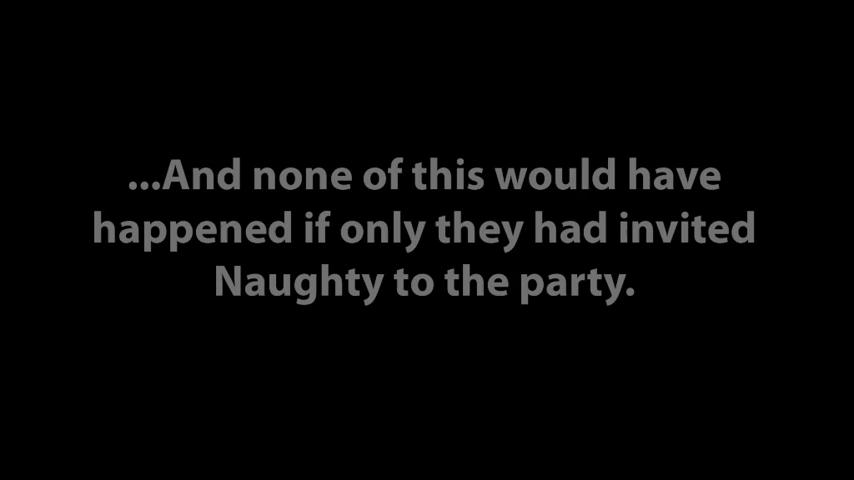 ...And none of this would have
happened if only they had invited
Naughty to the party.